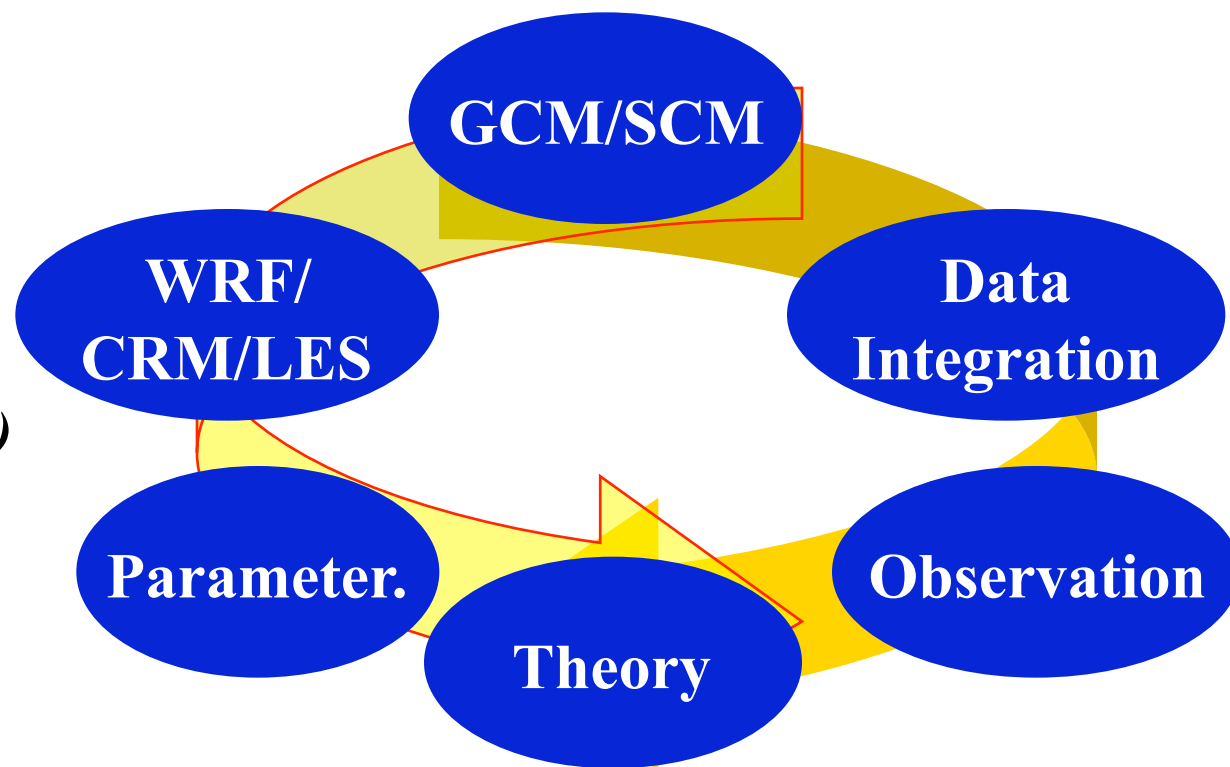 GCM/SCM
WRF/
CRM/LES
Data
Integration
)
Parameter.
Observation
Theory